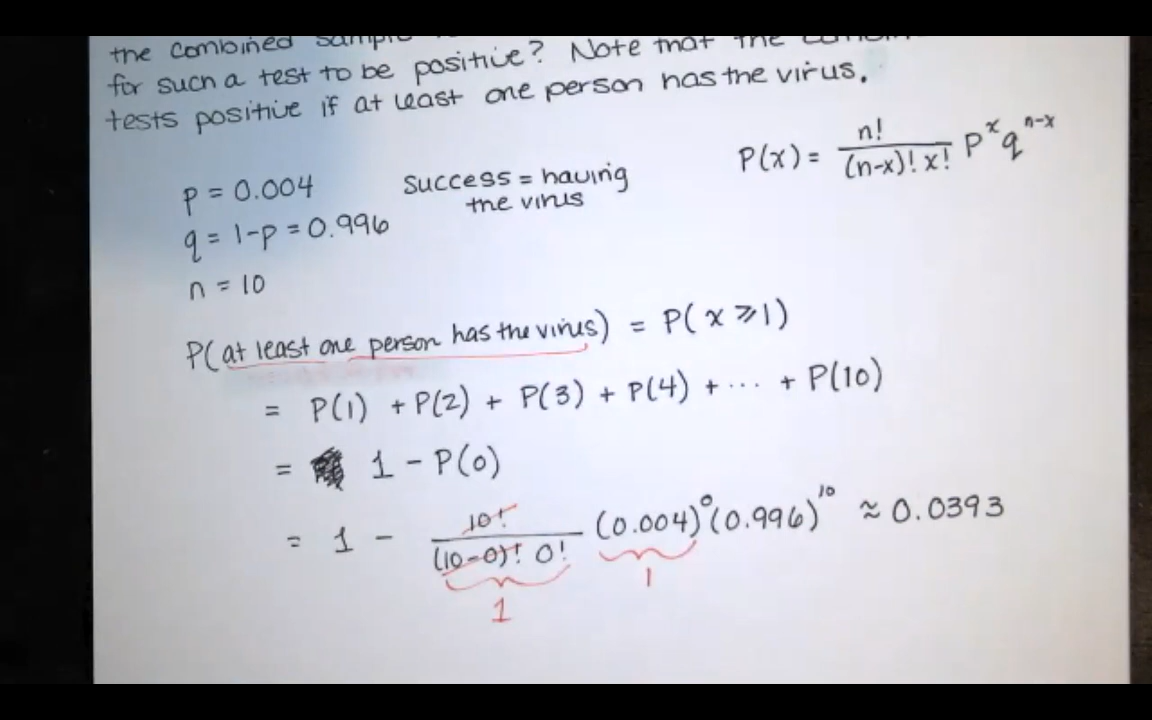 the combined sample
for such a test to be positive? Note that the
tests positive if at least one person has the virus.
P(x) = n! / (n-x)! x! p^x q^n-x
p = 0.004 Success = having the virus
q = 1-p = 0.996
n = 10
P(at least one person has the virus) = P(x ⩾ 1)
= P(1) + P(2) + P(3) + P(4) + ... + P(10)
= 1 - P(0)
= 1 - 10! / (10-0)! 0! (0.004)^0 (0.996)^10 ≈ 0.0393
1 1